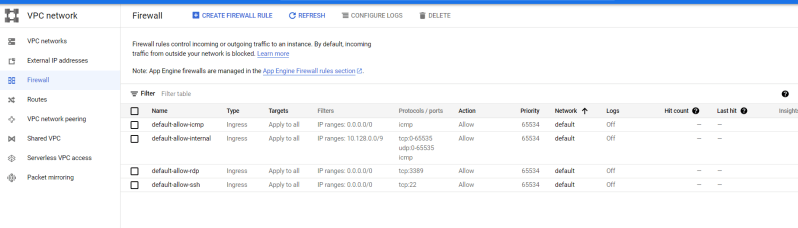 VPC network
Firewall
CREATE FIREWALL RULE
REFRESH
CONFIGURE LOGS
DELETE
VPC networks
External IP addresses
Firewall
Routes
VPC network peering
Shared VPC
Serverless VPC access
Packet mirroring
Firewall rules control incoming or outgoing traffic to an instance. By default, incoming
traffic from outside your network is blocked. Learn more
Note: App Engine firewalls are managed in the App Engine Firewall rules section.
Filter Filter table
Name Type Targets Filters Protocols / ports Action Priority Network Logs Hit count Last hit Insights
default-allow-icmp Ingress Apply to all IP ranges: 0.0.0.0/0 icmp Allow 65534 default Off — —
default-allow-internal Ingress Apply to all IP ranges: 10.128.0.0/9 tcp:0-65535 Allow 65534 default Off — —
udp:0-65535
icmp
default-allow-rdp Ingress Apply to all IP ranges: 0.0.0.0/0 tcp:3389 Allow 65534 default Off — —
default-allow-ssh Ingress Apply to all IP ranges: 0.0.0.0/0 tcp:22 Allow 65534 default Off — —